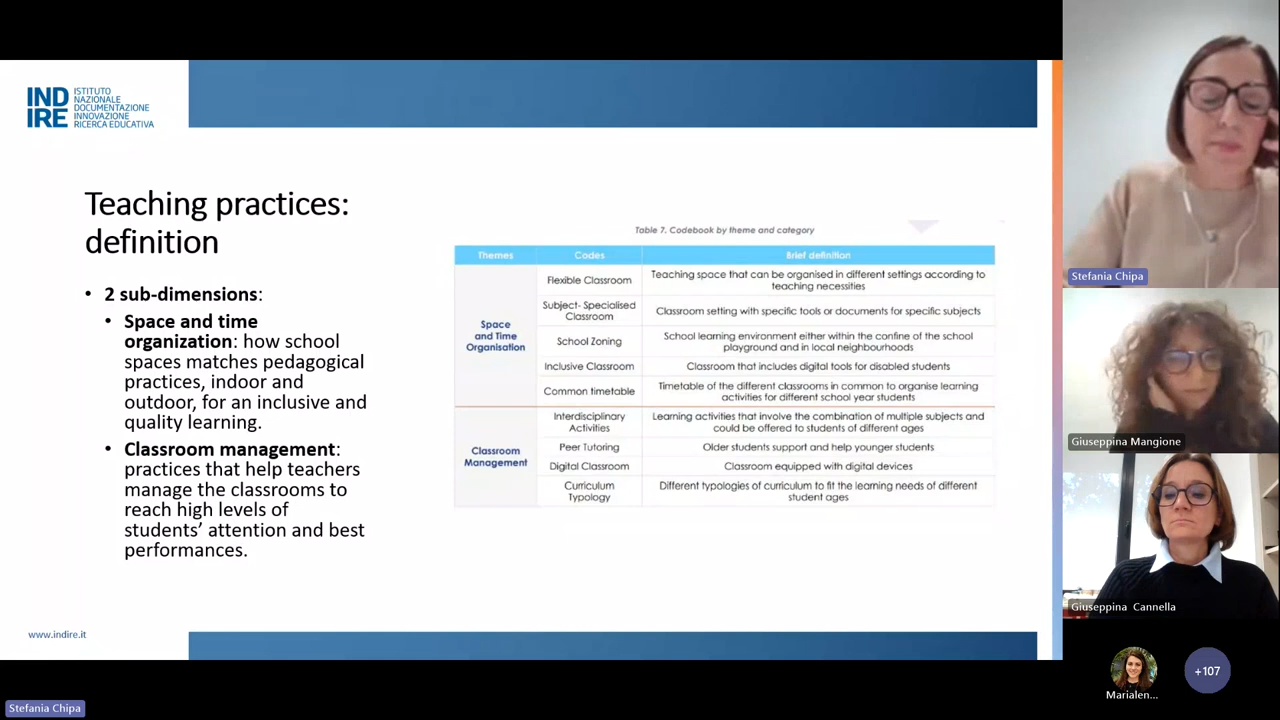 IND
IRE
ISTITUTO
NAZIONALE
DOCUMENTAZIONE
INNOVAZIONE
RICERCA EDUCATIVA
Teaching practices:
definition
• 2 sub-dimensions:
• Space and time
organization: how school
spaces matches pedagogical
practices, indoor and
outdoor, for an inclusive and
quality learning.
• Classroom management:
practices that help teachers
manage the classrooms to
reach high levels of
students’ attention and best
performances.
Table 7. Codebook by theme and category
Themes Codes Brief definition
Space
and Time
Organisation
Flexible Classroom
Teaching space that can be organised in different settings according to
teaching necessities
Subject- Specialised
Classroom
Classroom setting with specific tools or documents for specific subjects
School Zoning
School learning environment either within the confine of the school
playground and in local neighbourhoods
Inclusive Classroom
Classroom that includes digital tools for disabled students
Common timetable
Timetable of the different classrooms in common to organise learning
activities for different school year students
Classroom
Management
Interdisciplinary
Activities
Learning activities that involve the combination of multiple subjects and
could be offered to students of different ages
Peer Tutoring
Older students support and help younger students
Digital Classroom
Classroom equipped with digital devices
Curriculum
Typology
Different typologies of curriculum to fit the learning needs of different
student ages
www.indire.it
Stefania Chipa
Giuseppina Mangione
Giuseppina Cannella
Marialen...
+107
Stefania Chipa